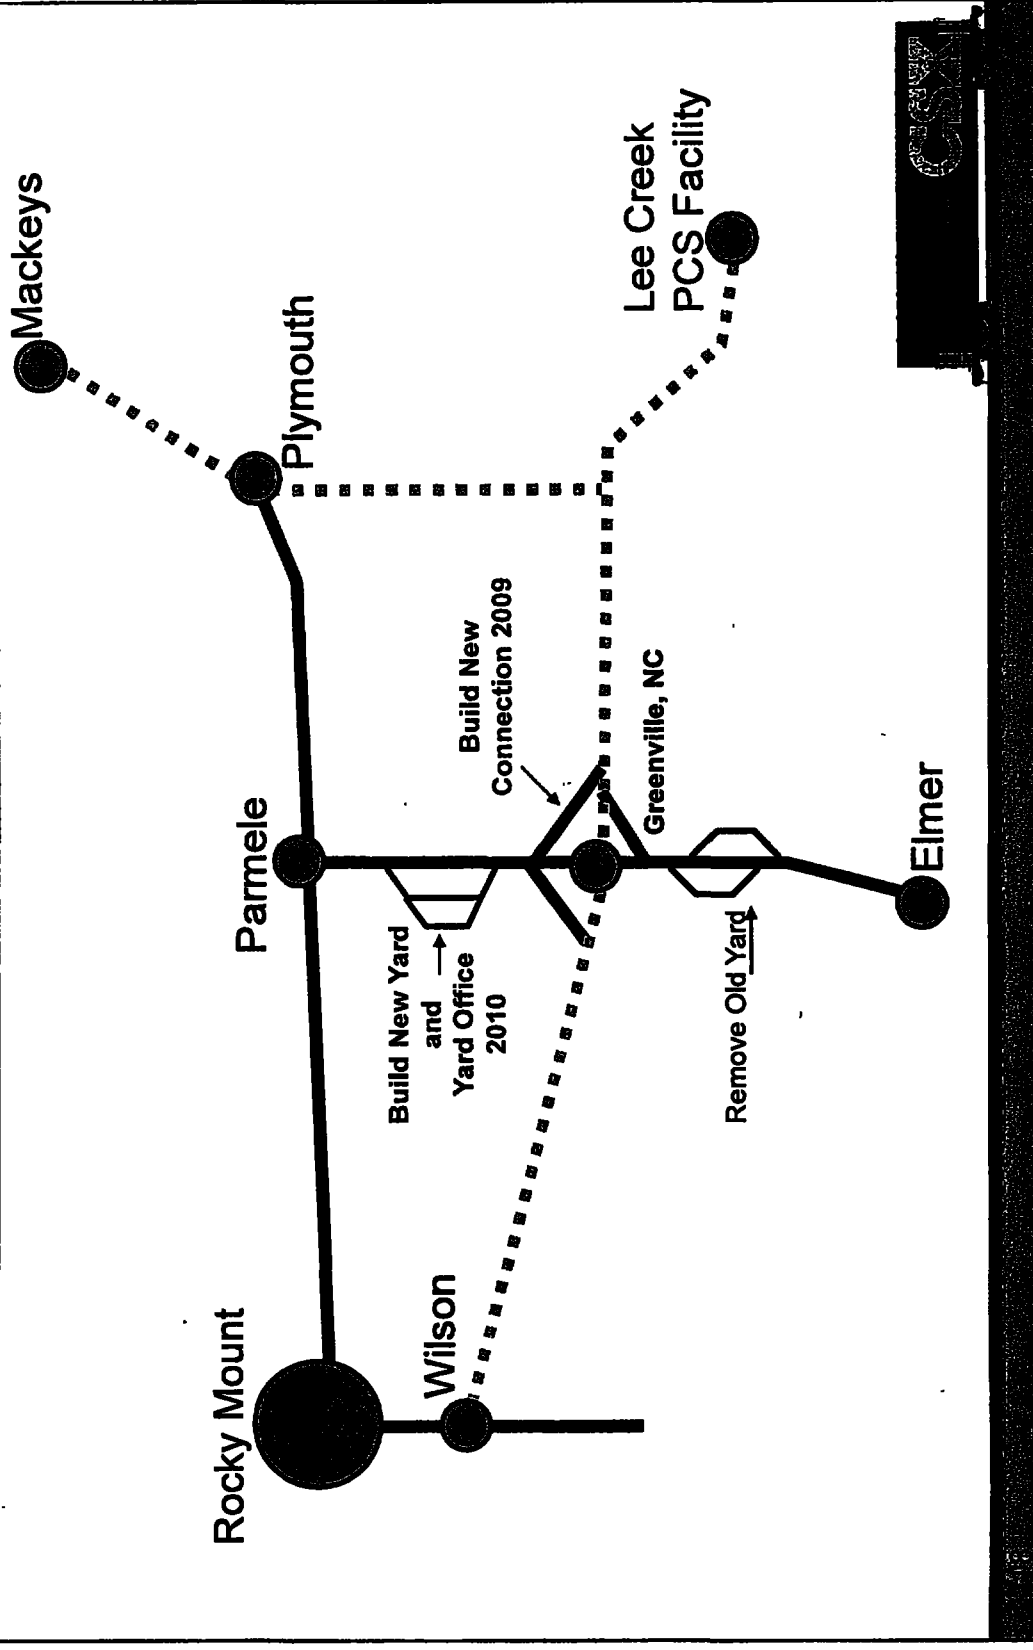 Mackeys
Plymouth
Lee Creek
PCS Facility
Parmele
Build New
Connection 2009
Greenville, NC
Elmer
Build New Yard
and
Yard Office
2010
Remove Old Yard
Rocky Mount
Wilson
CSX